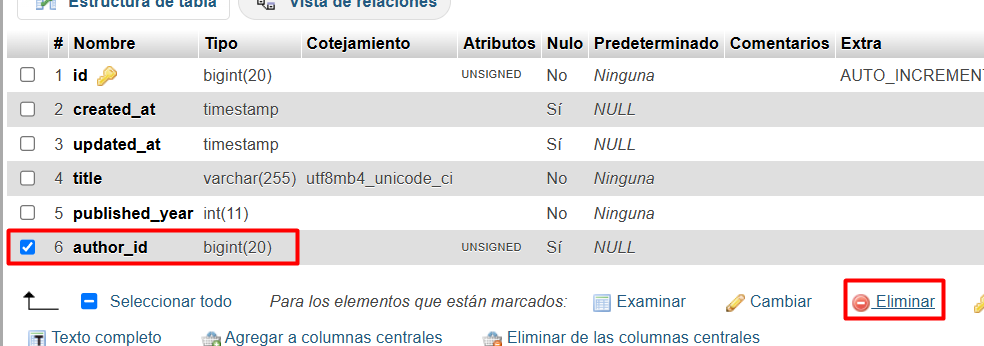 Estructura de tabla Vista de relaciones
# Nombre Tipo Cotejamiento Atributos Nulo Predeterminado Comentarios Extra
1 id bigint(20) UNSIGNED No Ninguna AUTO_INCREMENT
2 created_at timestamp Sí NULL
3 updated_at timestamp Sí NULL
4 title varchar(255) utf8mb4_unicode_ci No Ninguna
5 published_year int(11) No Ninguna
6 author_id bigint(20) UNSIGNED Sí NULL
Seleccionar todo Para los elementos que están marcados: Examinar Cambiar Eliminar
Texto completo Agregar a columnas centrales Eliminar de las columnas centrales